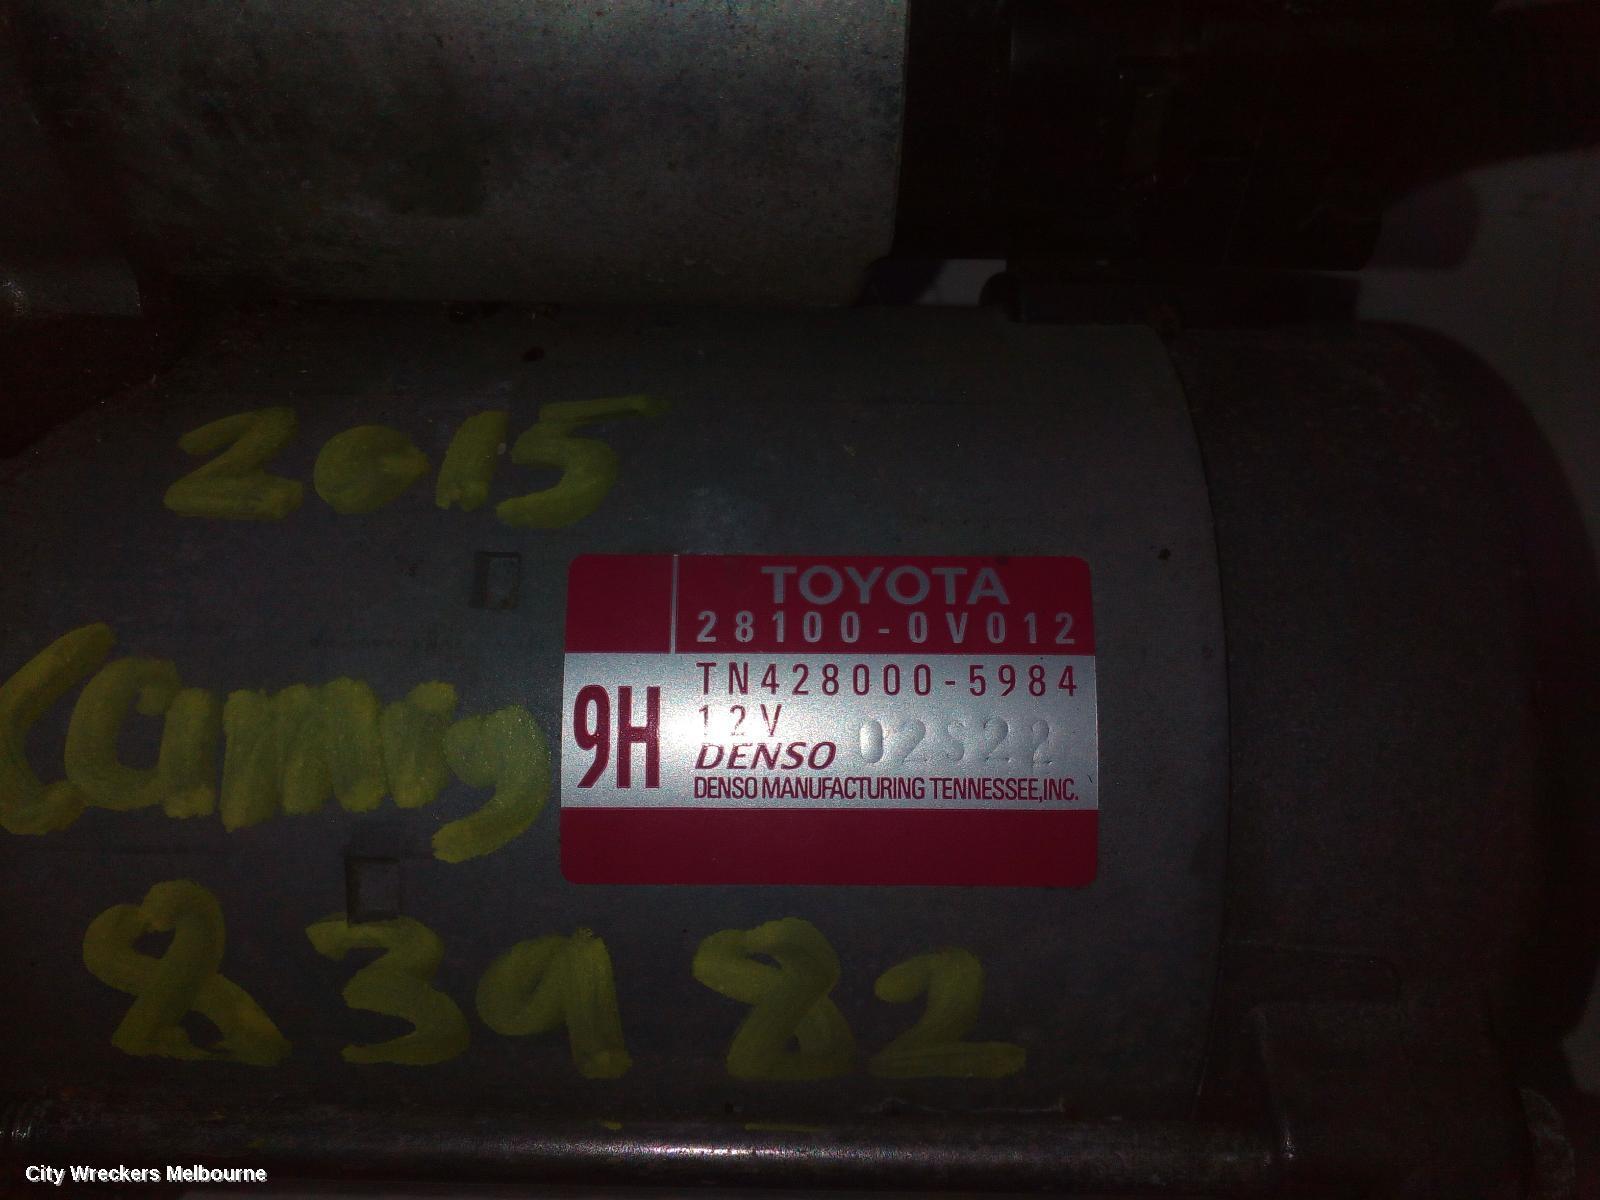 2015
TOYOTA
28100-0V012
Camry
9H
TN428000-5984
12V
02S22
DENSO
DENSO MANUFACTURING TENNESSEE,INC.
83982
City Wreckers Melbourne